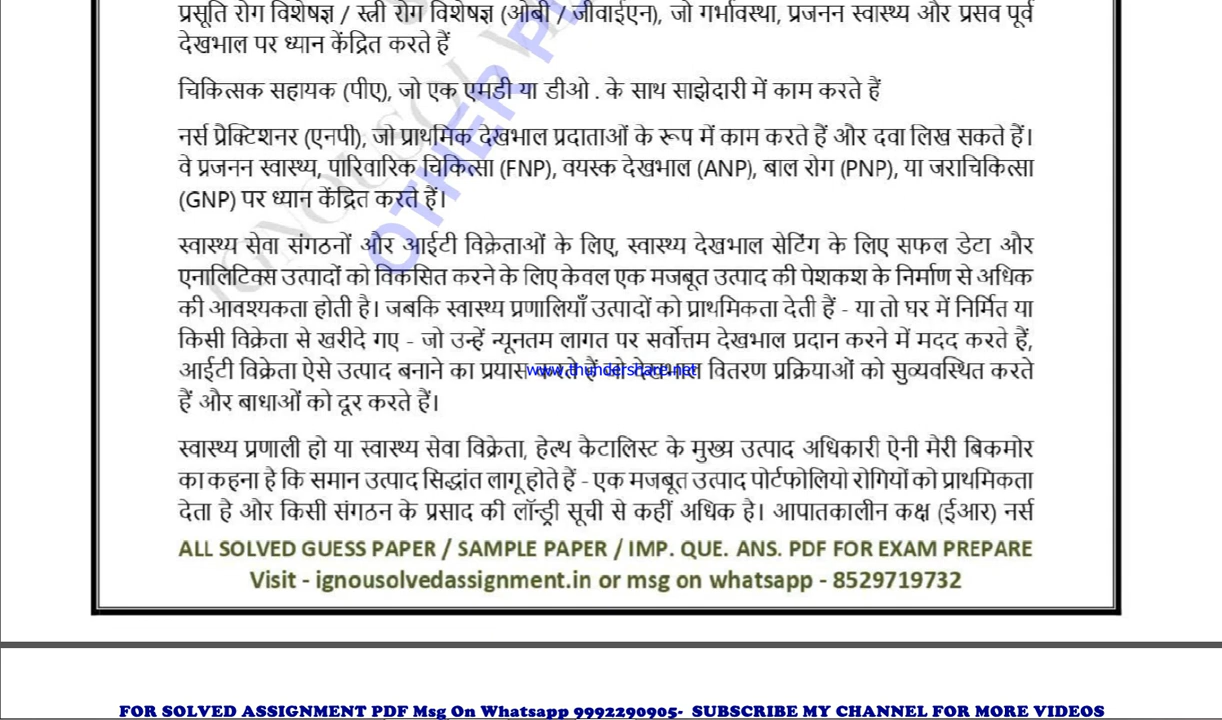 प्रसूति रोग विशेषज्ञ / स्त्री रोग विशेषज्ञ (ओबी / जीवाईएन), जो गर्भावस्था, प्रजनन स्वास्थ्य और प्रसव पूर्व
देखभाल पर ध्यान केंद्रित करते हैं
चिकित्सक सहायक (पीए), जो एक एमडी या डीओ . के साथ साझेदारी में काम करते हैं
नर्स प्रैक्टिशनर (एनपी), जो प्राथमिक देखभाल प्रदाताओं के रूप में काम करते हैं और दवा लिख सकते हैं।
वे प्रजनन स्वास्थ्य, पारिवारिक चिकित्सा (FNP), वयस्क देखभाल (ANP), बाल रोग (PNP), या जराचिकित्सा
(GNP) पर ध्यान केंद्रित करते हैं।
स्वास्थ्य सेवा संगठनों और आईटी विक्रेताओं के लिए, स्वास्थ्य देखभाल सेटिंग के लिए सफल डेटा और
एनालिटिक्स उत्पादों को विकसित करने के लिए केवल एक मजबूत उत्पाद की पेशकश के निर्माण से अधिक
की आवश्यकता होती है। जबकि स्वास्थ्य प्रणालियाँ उत्पादों को प्राथमिकता देती हैं - या तो घर में निर्मित या
किसी विक्रेता से खरीदे गए - जो उन्हें न्यूनतम लागत पर सर्वोत्तम देखभाल प्रदान करने में मदद करते हैं,
आईटी विक्रेता ऐसे उत्पाद बनाने का प्रयास करते हैं जो देखभाल वितरण प्रक्रियाओं को सुव्यवस्थित करते
www.thundershare.net
हैं और बाधाओं को दूर करते हैं।
स्वास्थ्य प्रणाली हो या स्वास्थ्य सेवा विक्रेता, हेल्थ कैटालिस्ट के मुख्य उत्पाद अधिकारी ऐनी मैरी बिकमोर
का कहना है कि समान उत्पाद सिद्धांत लागू होते हैं - एक मजबूत उत्पाद पोर्टफोलियो रोगियों को प्राथमिकता
देता है और किसी संगठन के प्रसाद की लॉन्ड्री सूची से कहीं अधिक है। आपातकालीन कक्ष (ईआर) नर्स
ALL SOLVED GUESS PAPER / SAMPLE PAPER / IMP. QUE. ANS. PDF FOR EXAM PREPARE
Visit - ignousolvedassignment.in or msg on whatsapp - 8529719732
FOR SOLVED ASSIGNMENT PDF Msg On Whatsapp 9992290905- SUBSCRIBE MY CHANNEL FOR MORE VIDEOS
IGNOUSOLV
OTHER P